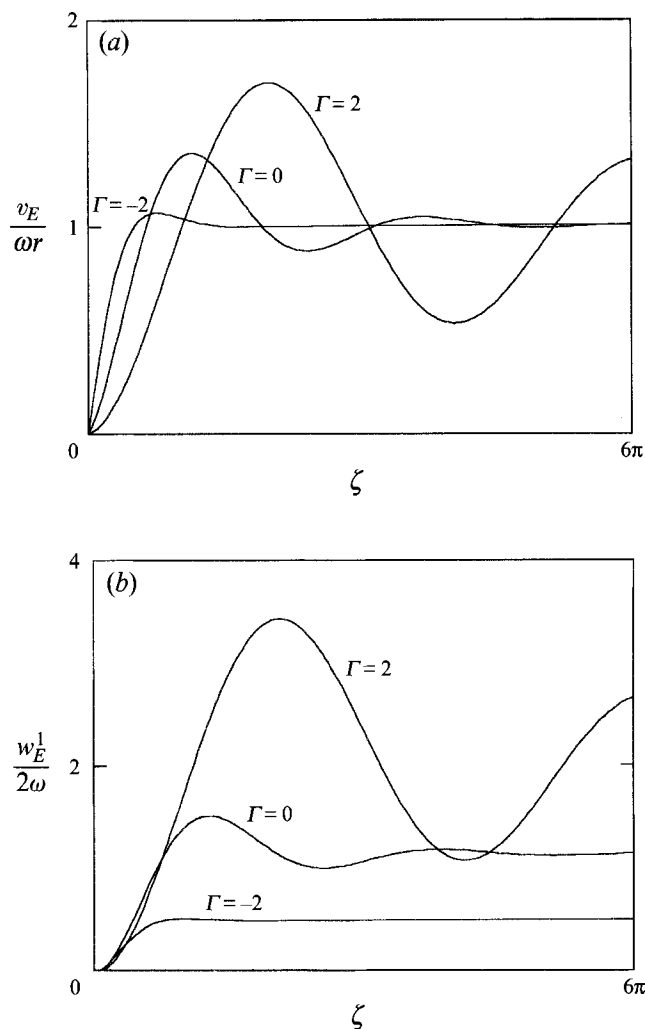 (a)
2
Γ = 2
Γ = 0
Γ = –2
v_E
ωr
1
0
6π
ζ
(b)
4
Γ = 2
w_E^1
2ω
2
Γ = 0
Γ = –2
0
6π
ζ